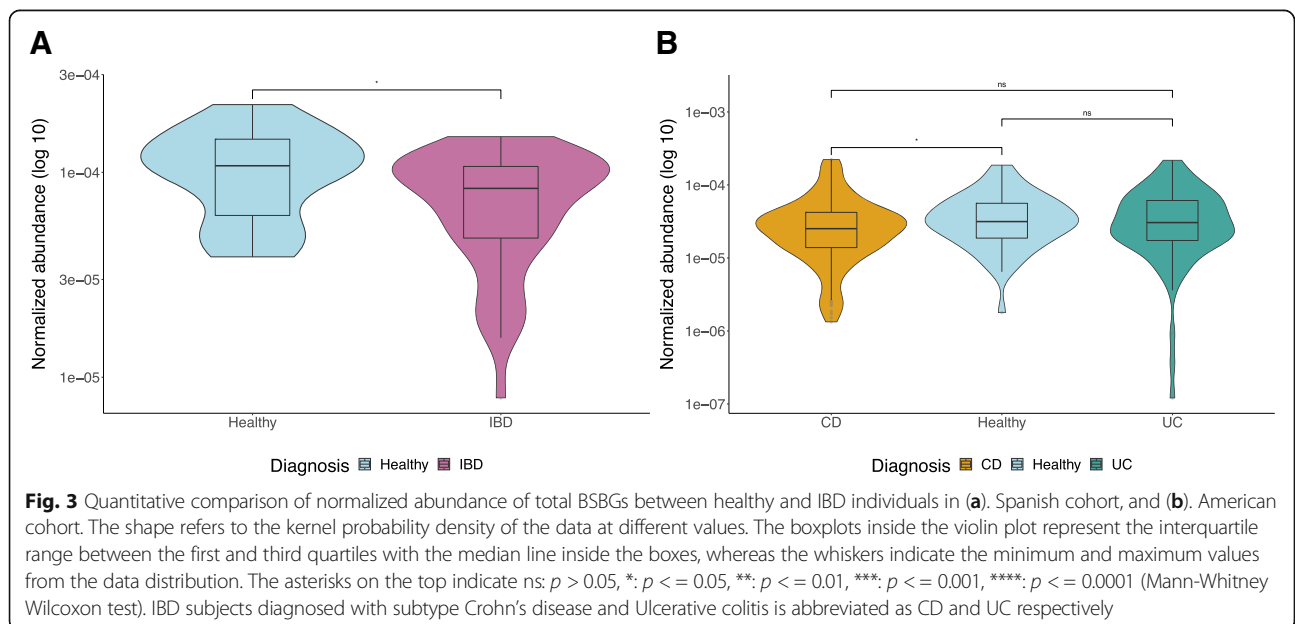 A
B
Normalized abundance (log 10)
3e−04
1e−04
3e−05
1e−05
*
Healthy
IBD
Diagnosis Healthy IBD
Normalized abundance (log 10)
1e−03
1e−04
1e−05
1e−06
1e−07
ns
ns
*
CD
Healthy
UC
Diagnosis CD Healthy UC
Fig. 3 Quantitative comparison of normalized abundance of total BSBGs between healthy and IBD individuals in (a). Spanish cohort, and (b). American
cohort. The shape refers to the kernel probability density of the data at different values. The boxplots inside the violin plot represent the interquartile
range between the first and third quartiles with the median line inside the boxes, whereas the whiskers indicate the minimum and maximum values
from the data distribution. The asterisks on the top indicate ns: p > 0.05, *: p < = 0.05, **: p < = 0.01, ***: p < = 0.001, ****: p < = 0.0001 (Mann-Whitney
Wilcoxon test). IBD subjects diagnosed with subtype Crohn’s disease and Ulcerative colitis is abbreviated as CD and UC respectively